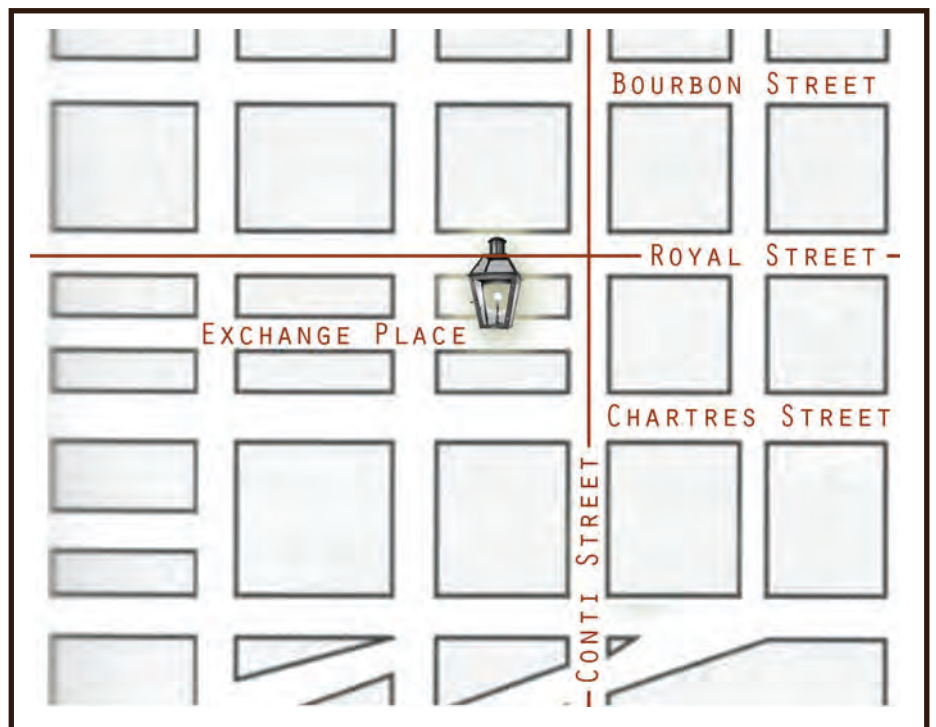 BOURBON STREET
ROYAL STREET
EXCHANGE PLACE
CHARTRES STREET
CONTI STREET